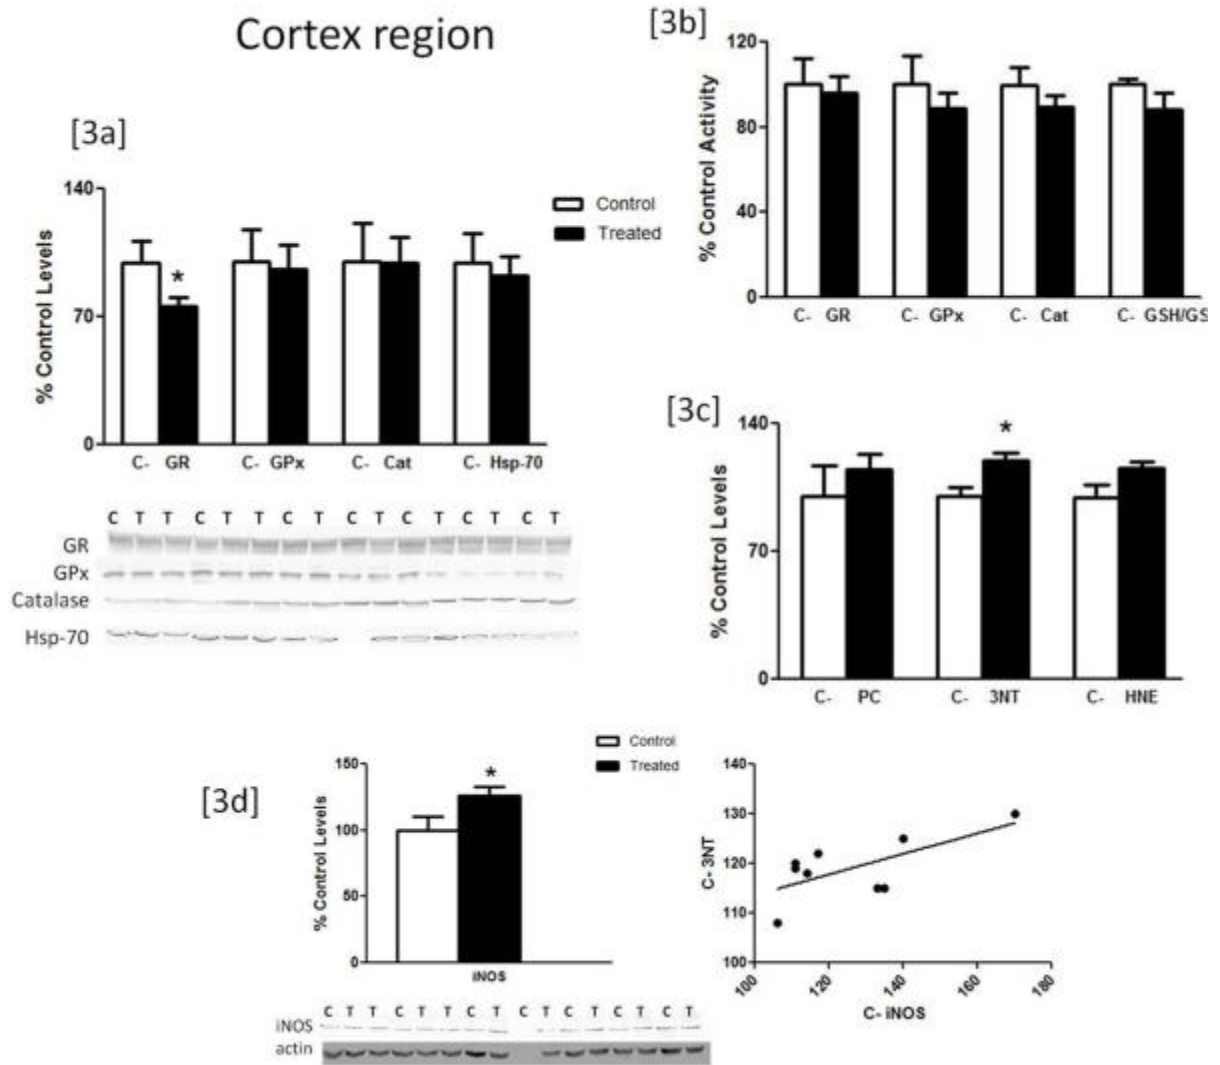 Cortex region
[3a]
140
70
0
% Control Levels
*
C- GR C- GPx C- Cat C- Hsp-70
Control
Treated
C T T C T T C T C T C T C T C T
GR
GPx
Catalase
Hsp-70
[3b]
120
80
40
0
% Control Activity
C- GR C- GPx C- Cat C- GSH/GS
[3c]
140
70
0
% Control Levels
*
C- PC C- 3NT C- HNE
[3d]
Control
Treated
150
100
50
0
% Control Levels
*
iNOS
C T T C T T C T C T C T C T C T
iNOS
actin
140
130
120
110
100
C- 3NT
100 120 140 160 180
C- iNOS